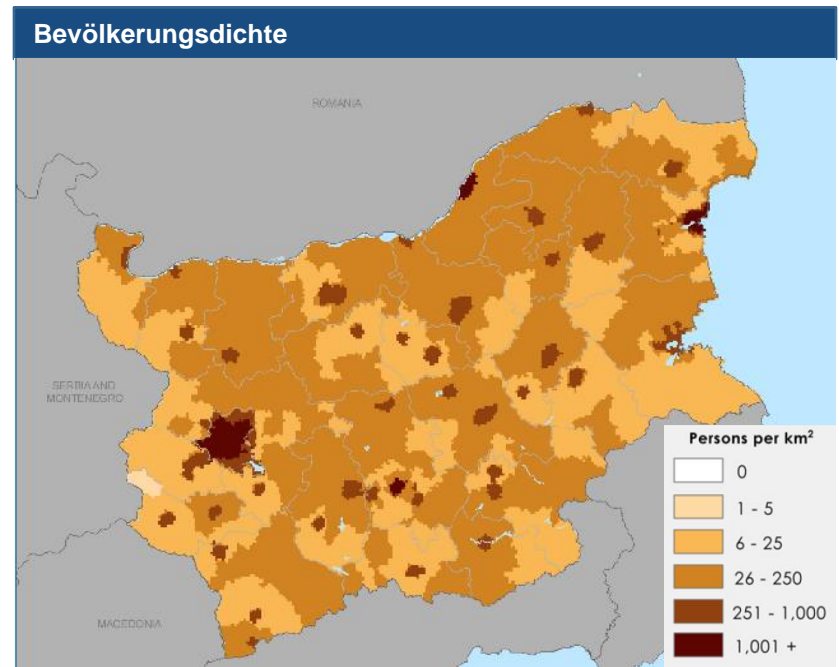 Bevölkerungsdichte
ROMANIA
SERBIA AND
MONTENEGRO
MACEDONIA
Persons per km²
0
1 - 5
6 - 25
26 - 250
251 - 1,000
1,001 +